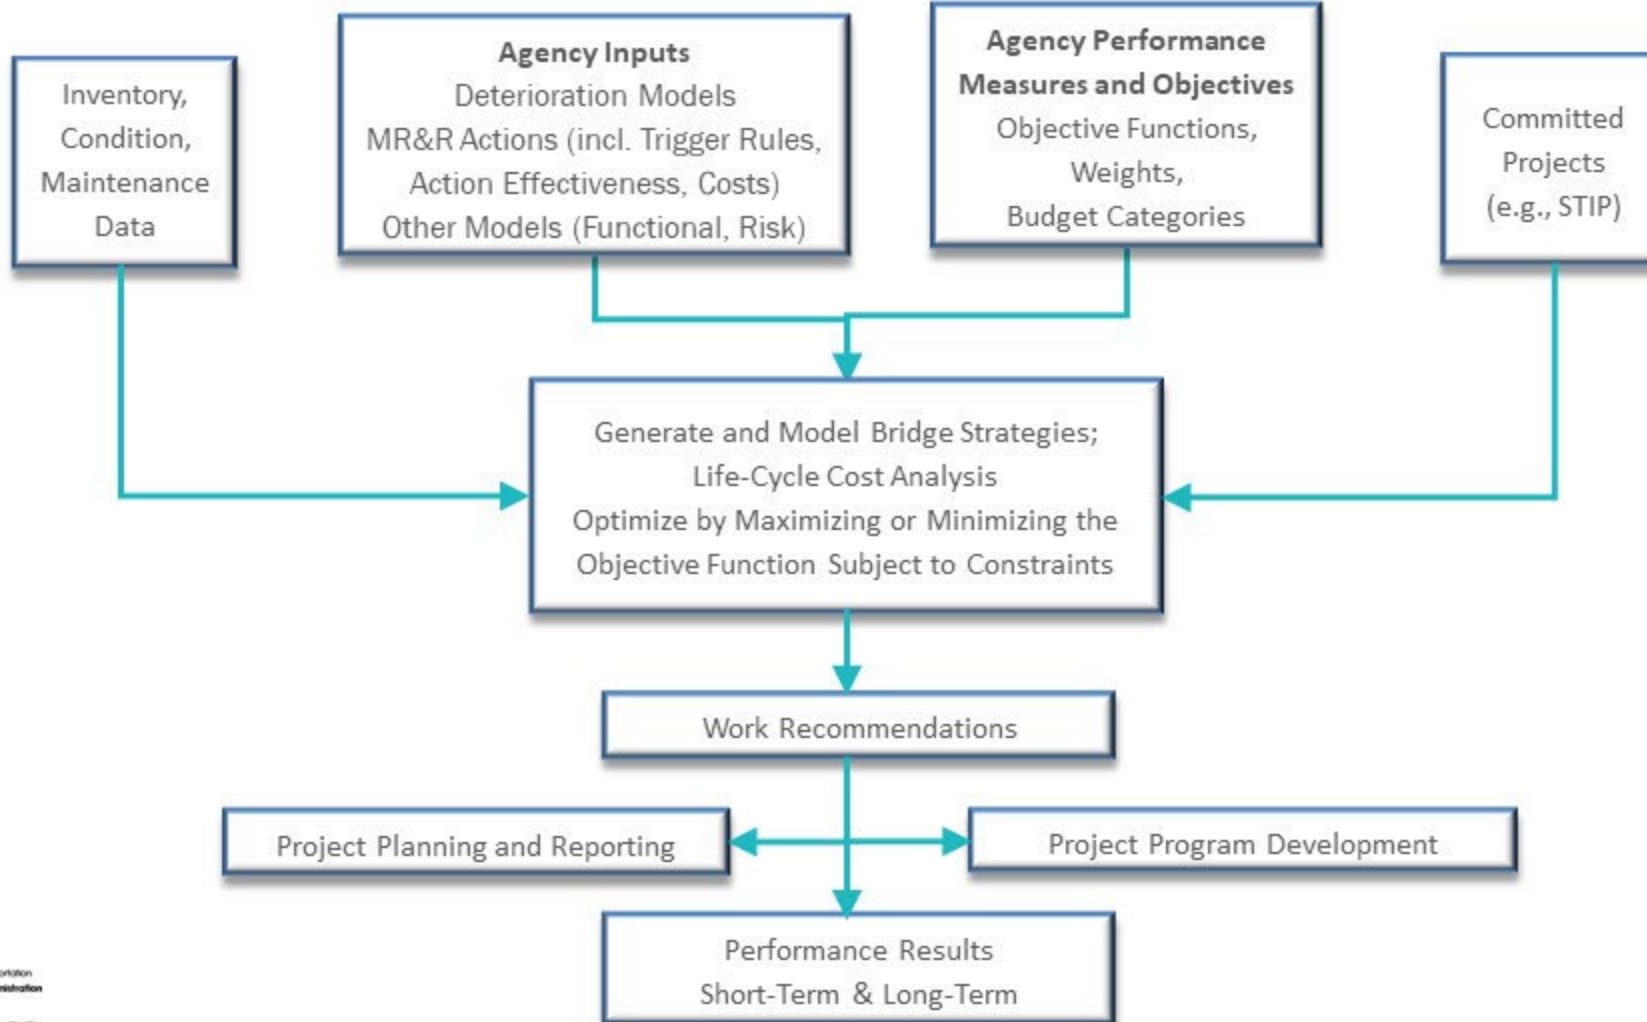 Inventory,
Condition,
Maintenance
Data
Agency Inputs
Deterioration Models
MR&R Actions (incl. Trigger Rules,
Action Effectiveness, Costs)
Other Models (Functional, Risk)
Agency Performance
Measures and Objectives
Objective Functions,
Weights,
Budget Categories
Committed
Projects
(e.g., STIP)
Generate and Model Bridge Strategies;
Life-Cycle Cost Analysis
Optimize by Maximizing or Minimizing the
Objective Function Subject to Constraints
Work Recommendations
Project Planning and Reporting
Project Program Development
Performance Results
Short-Term & Long-Term